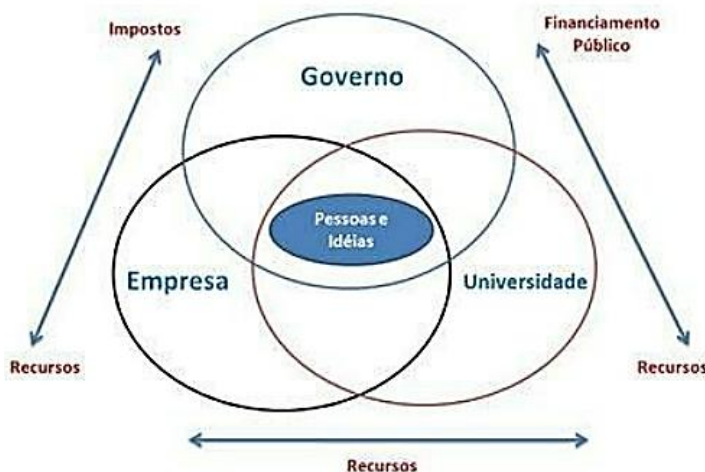 Impostos
Financiamento
Público
Governo
Pessoas e
Idéias
Empresa
Universidade
Recursos
Recursos
Recursos